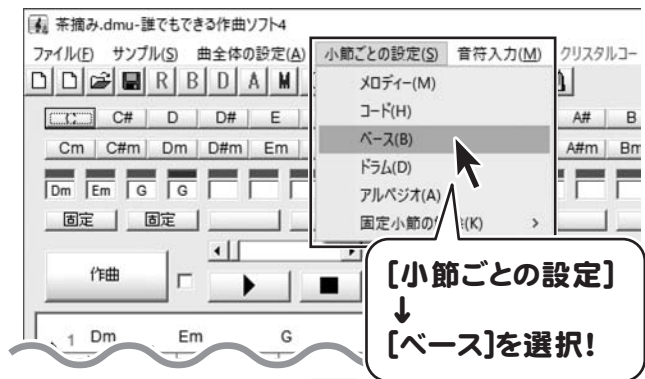 茶摘み.dmu-誰でもできる作曲ソフト4
ファイル(F) サンプル(S) 曲全体の設定(A) 小節ごとの設定(S) 音符入力(M) クリスタルコー
R B D A M
メロディー(M)
コード(H)
ベース(B)
ドラム(D)
アルペジオ(A)
固定小節の
(K) >
C C# D D# E A# B
Cm C#m Dm D#m Em A#m Bm
Dm Em G G
固定 固定
作曲
1 Dm Em G
[小節ごとの設定]
↓
[ベース]を選択!